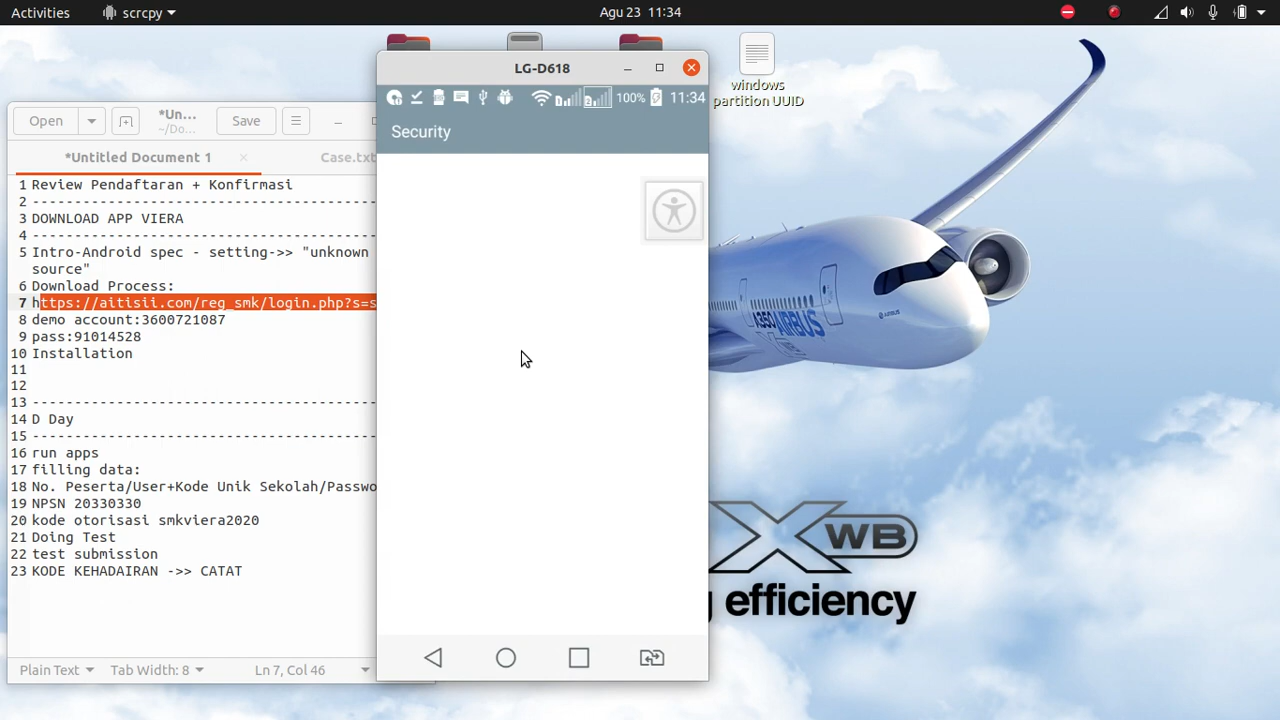 Activities
scrcpy
Agu 23 11:34
windows
partition UUID
Open
*Un...
~/Do...
Save
*Untitled Document 1
Case.txt
1 Review Pendaftaran + Konfirmasi
2 ----------------------------------------
3 DOWNLOAD APP VIERA
4 ----------------------------------------
5 Intro-Android spec - setting->> "unknown
source"
6 Download Process:
7 https://aitisii.com/reg_smk/login.php?s=s
8 demo account:3600721087
9 pass:91014528
10 Installation
11
12
13 ----------------------------------------
14 D Day
15 ----------------------------------------
16 run apps
17 filling data:
18 No. Peserta/User+Kode Unik Sekolah/Passwo
19 NPSN 20330330
20 kode otorisasi smkviera2020
21 Doing Test
22 test submission
23 KODE KEHADAIRAN ->> CATAT
Plain Text
Tab Width: 8
Ln 7, Col 46
LG-D618
100% 11:34
Security
A350 AIRBUS
AIRBUS
XWB
efficiency